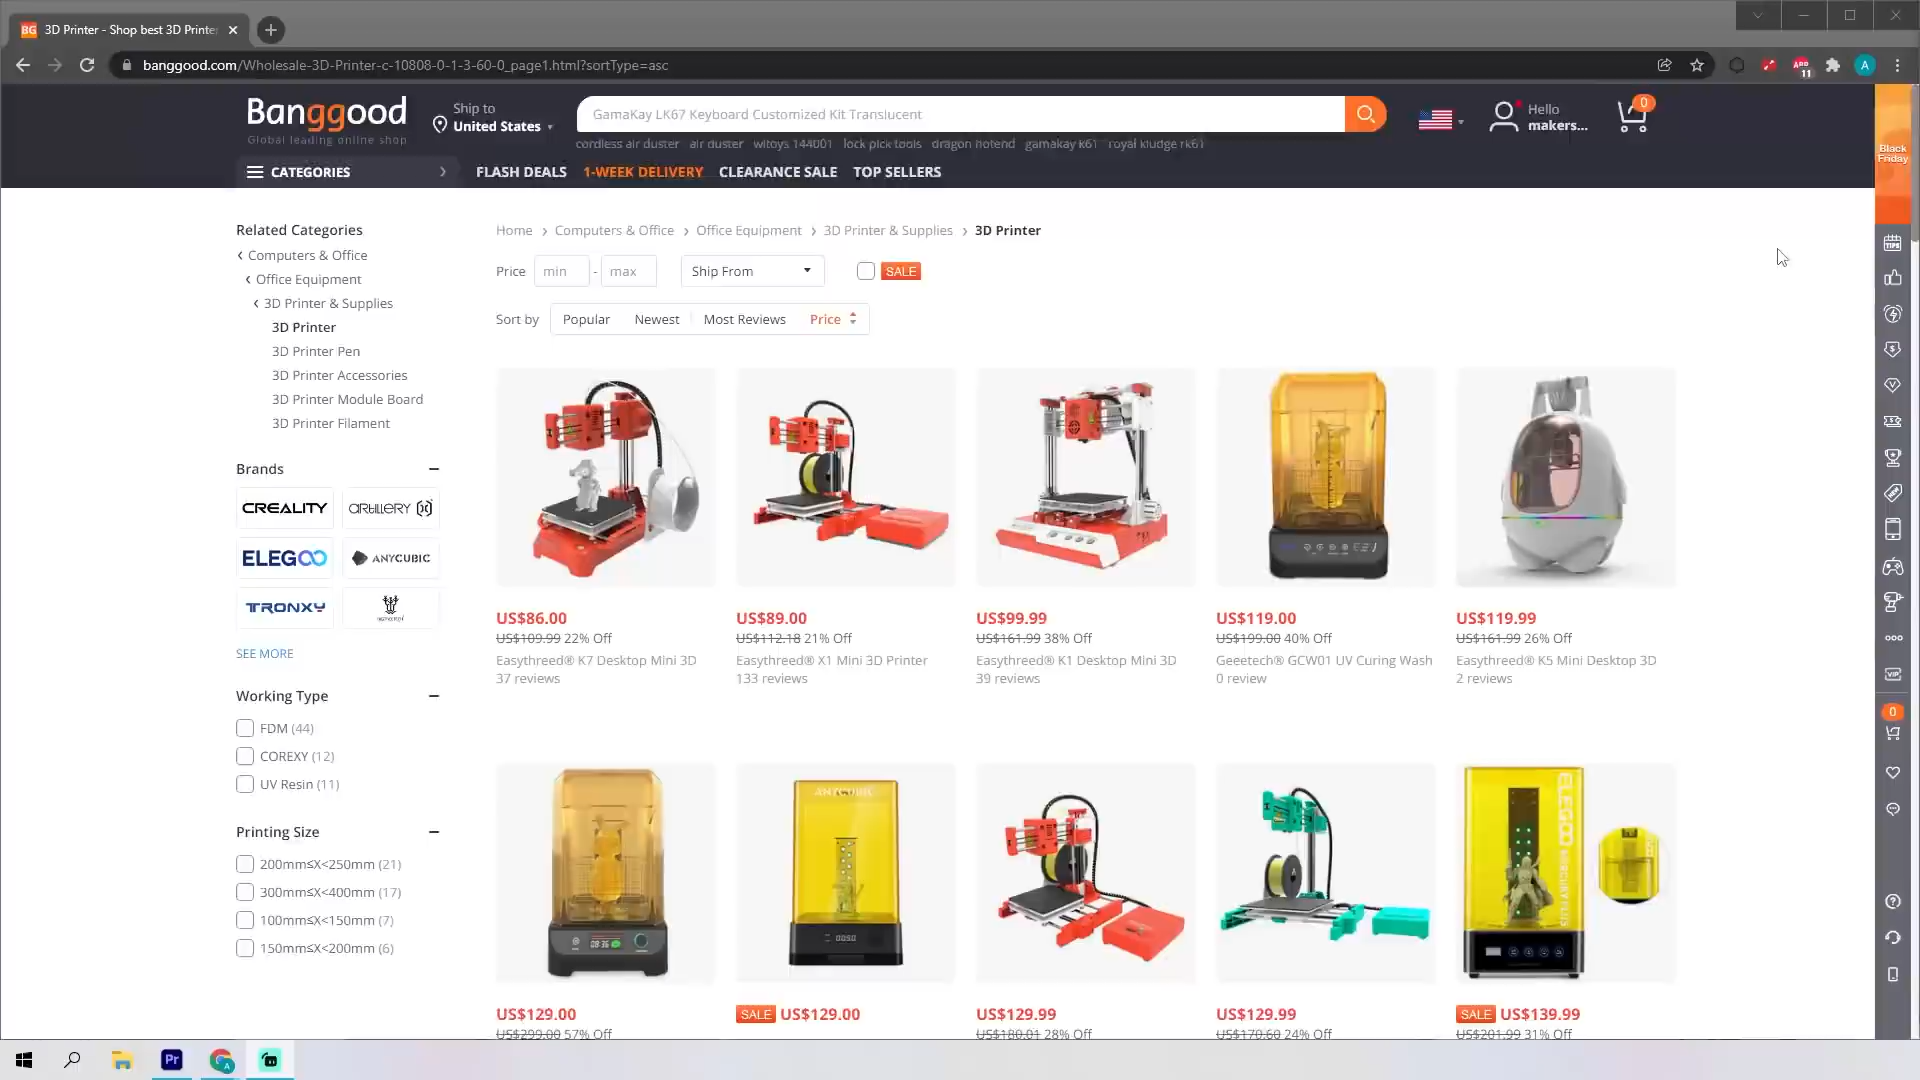 BG 3D Printer - Shop best 3D Printe
banggood.com/Wholesale-3D-Printer-c-10808-0-1-3-60-0_page1.html?sortType=asc
ABP
11
A
Banggood
Global leading online shop
Ship to
United States
GamaKay LK67 Keyboard Customized Kit Translucent
cordless air duster air duster wltoys 144001 lock pick tools dragon hotend gamakay k61 royal kludge rk61
Hello
makers...
0
Black
Friday
CATEGORIES
FLASH DEALS 1-WEEK DELIVERY CLEARANCE SALE TOP SELLERS
Related Categories
Computers & Office
Office Equipment
3D Printer & Supplies
3D Printer
3D Printer Pen
3D Printer Accessories
3D Printer Module Board
3D Printer Filament
Brands
CREALITY ARTILLERY
ELEGOO ANYCUBIC
TRONXY
SEE MORE
Working Type
FDM (44)
COREXY (12)
UV Resin (11)
Printing Size
200mm≤X<250mm (21)
300mm≤X<400mm (17)
100mm≤X<150mm (7)
150mm≤X<200mm (6)
Home › Computers & Office › Office Equipment › 3D Printer & Supplies › 3D Printer
Price min - max Ship From SALE
Sort by Popular Newest Most Reviews Price
US$86.00
US$109.99 22% Off
Easythreed® K7 Desktop Mini 3D
37 reviews
US$89.00
US$112.18 21% Off
Easythreed® X1 Mini 3D Printer
133 reviews
US$99.99
US$161.99 38% Off
Easythreed® K1 Desktop Mini 3D
39 reviews
US$119.00
US$199.00 40% Off
Geeetech® GCW01 UV Curing Wash
0 review
US$119.99
US$161.99 26% Off
Easythreed® K5 Mini Desktop 3D
2 reviews
ANYCUBIC
ELEGOO MERCURY PLUS
US$129.00
US$299.00 57% Off
SALE US$129.00
US$129.99
US$180.01 28% Off
US$129.99
US$170.60 24% Off
SALE US$139.99
US$201.99 31% Off
TIPS
VIP
0
Pr
A